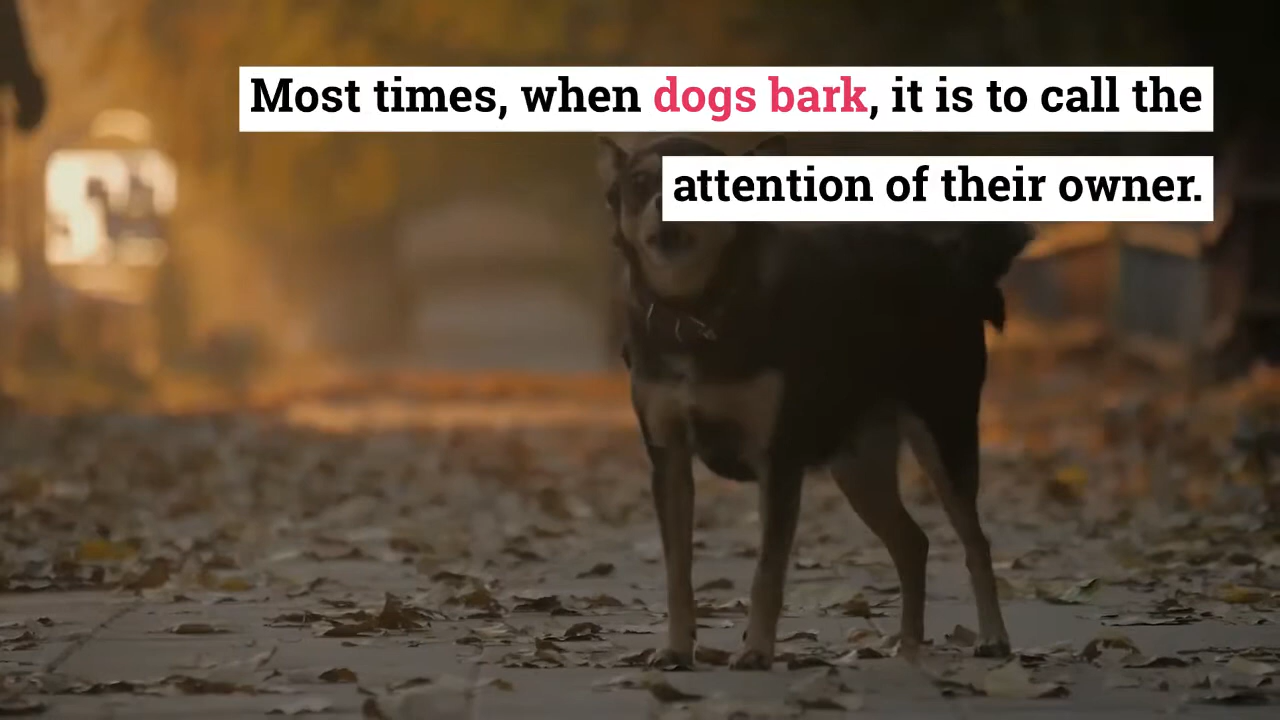 Most times, when dogs bark, it is to call the
attention of their owner.